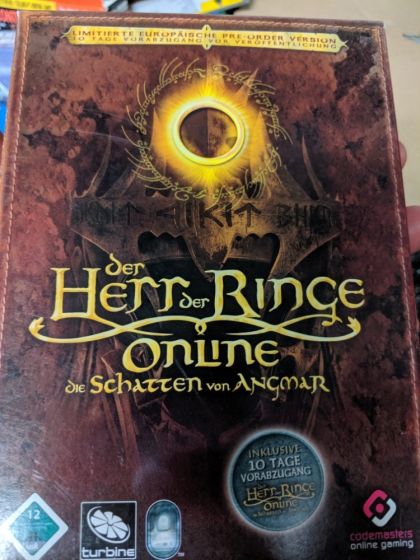 LIMITIERTE EUROPÄISCHE PRE-ORDER VERSION
10 TAGE VORABZUGANG VOR VERÖFFENTLICHUNG
der
Herr der Ringe
Online
die Schatten von Angmar
INKLUSIVE
10 TAGE
VORABZUGANG
Herr der Ringe
Online
12
USK
turbine
codemasters
online gaming